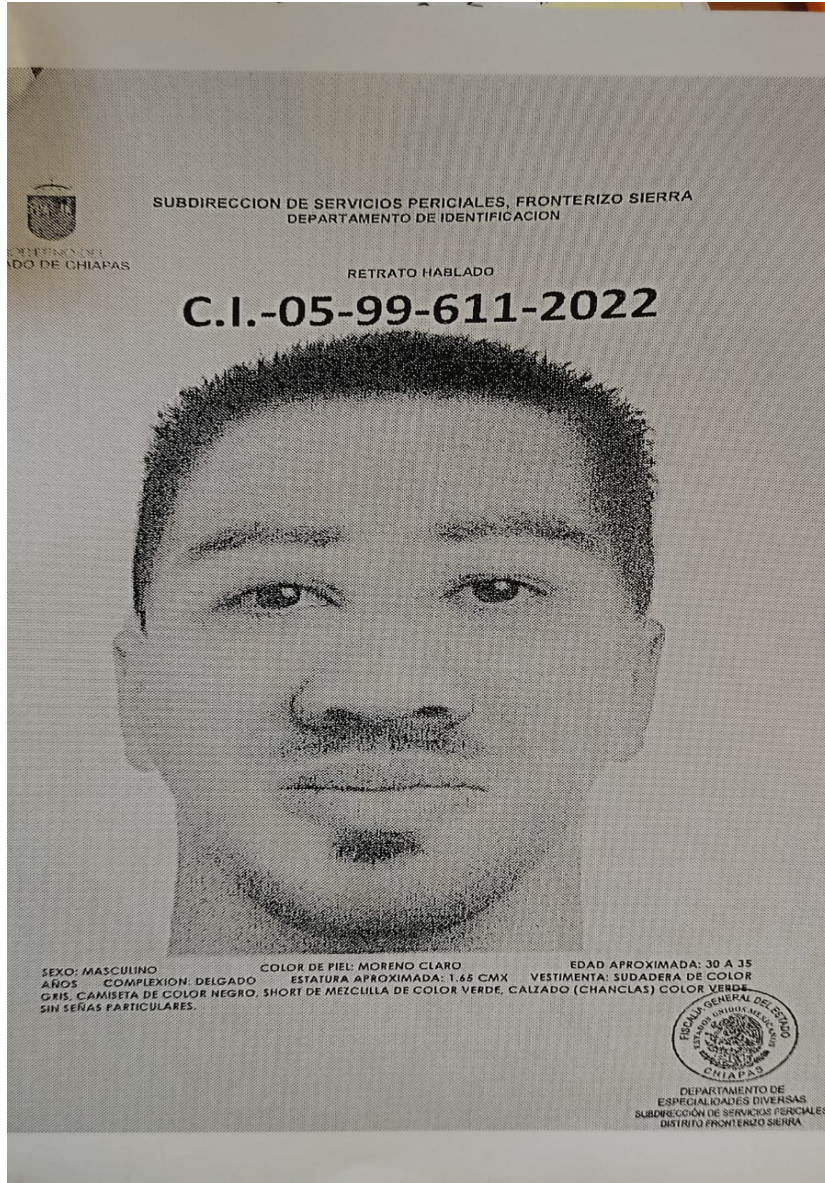 SUBDIRECCION DE SERVICIOS PERICIALES, FRONTERIZO SIERRA
DEPARTAMENTO DE IDENTIFICACION
ADO DE CHIAPAS
RETRATO HABLADO
C.I.-05-99-611-2022
SEXO: MASCULINO COLOR DE PIEL: MORENO CLARO EDAD APROXIMADA: 30 A 35
AÑOS COMPLEXION: DELGADO ESTATURA APROXIMADA: 1.65 CMX VESTIMENTA: SUDADERA DE COLOR
GRIS, CAMISETA DE COLOR NEGRO, SHORT DE MEZCLILLA DE COLOR VERDE, CALZADO (CHANCLAS) COLOR VERDE.
SIN SEÑAS PARTICULARES.
FISCALÍA GENERAL DEL ESTADO
ESTADOS UNIDOS MEXICANOS
CHIAPAS
DEPARTAMENTO DE
ESPECIALIDADES DIVERSAS
SUBDIRECCIÓN DE SERVICIOS PERICIALES
DISTRITO FRONTERIZO SIERRA